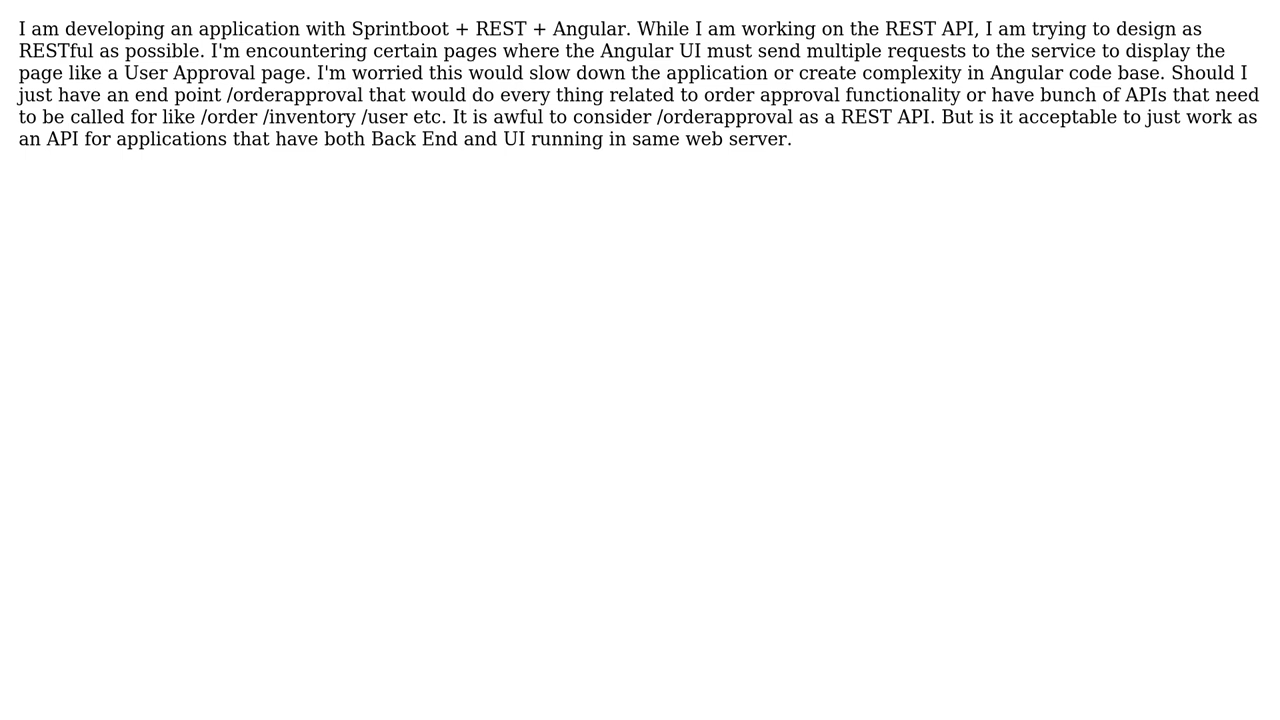 I am developing an application with Sprintboot + REST + Angular. While I am working on the REST API, I am trying to design as
RESTful as possible. I'm encountering certain pages where the Angular UI must send multiple requests to the service to display the
page like a User Approval page. I'm worried this would slow down the application or create complexity in Angular code base. Should I
just have an end point /orderapproval that would do every thing related to order approval functionality or have bunch of APIs that need
to be called for like /order /inventory /user etc. It is awful to consider /orderapproval as a REST API. But is it acceptable to just work as
an API for applications that have both Back End and UI running in same web server.